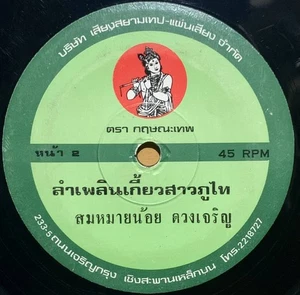 บริษัท เสียงสยามเทป-แผ่นเสียง จำกัด
ตรา กฤษณะเทพ
หน้า 2
45 RPM
ลำเพลินเกี้ยวสาวภูไท
สมหมายน้อย ดวงเจริญ
233-5 ถนนเจริญกรุง เชิงสะพานเหล็กบน โทร.2218727